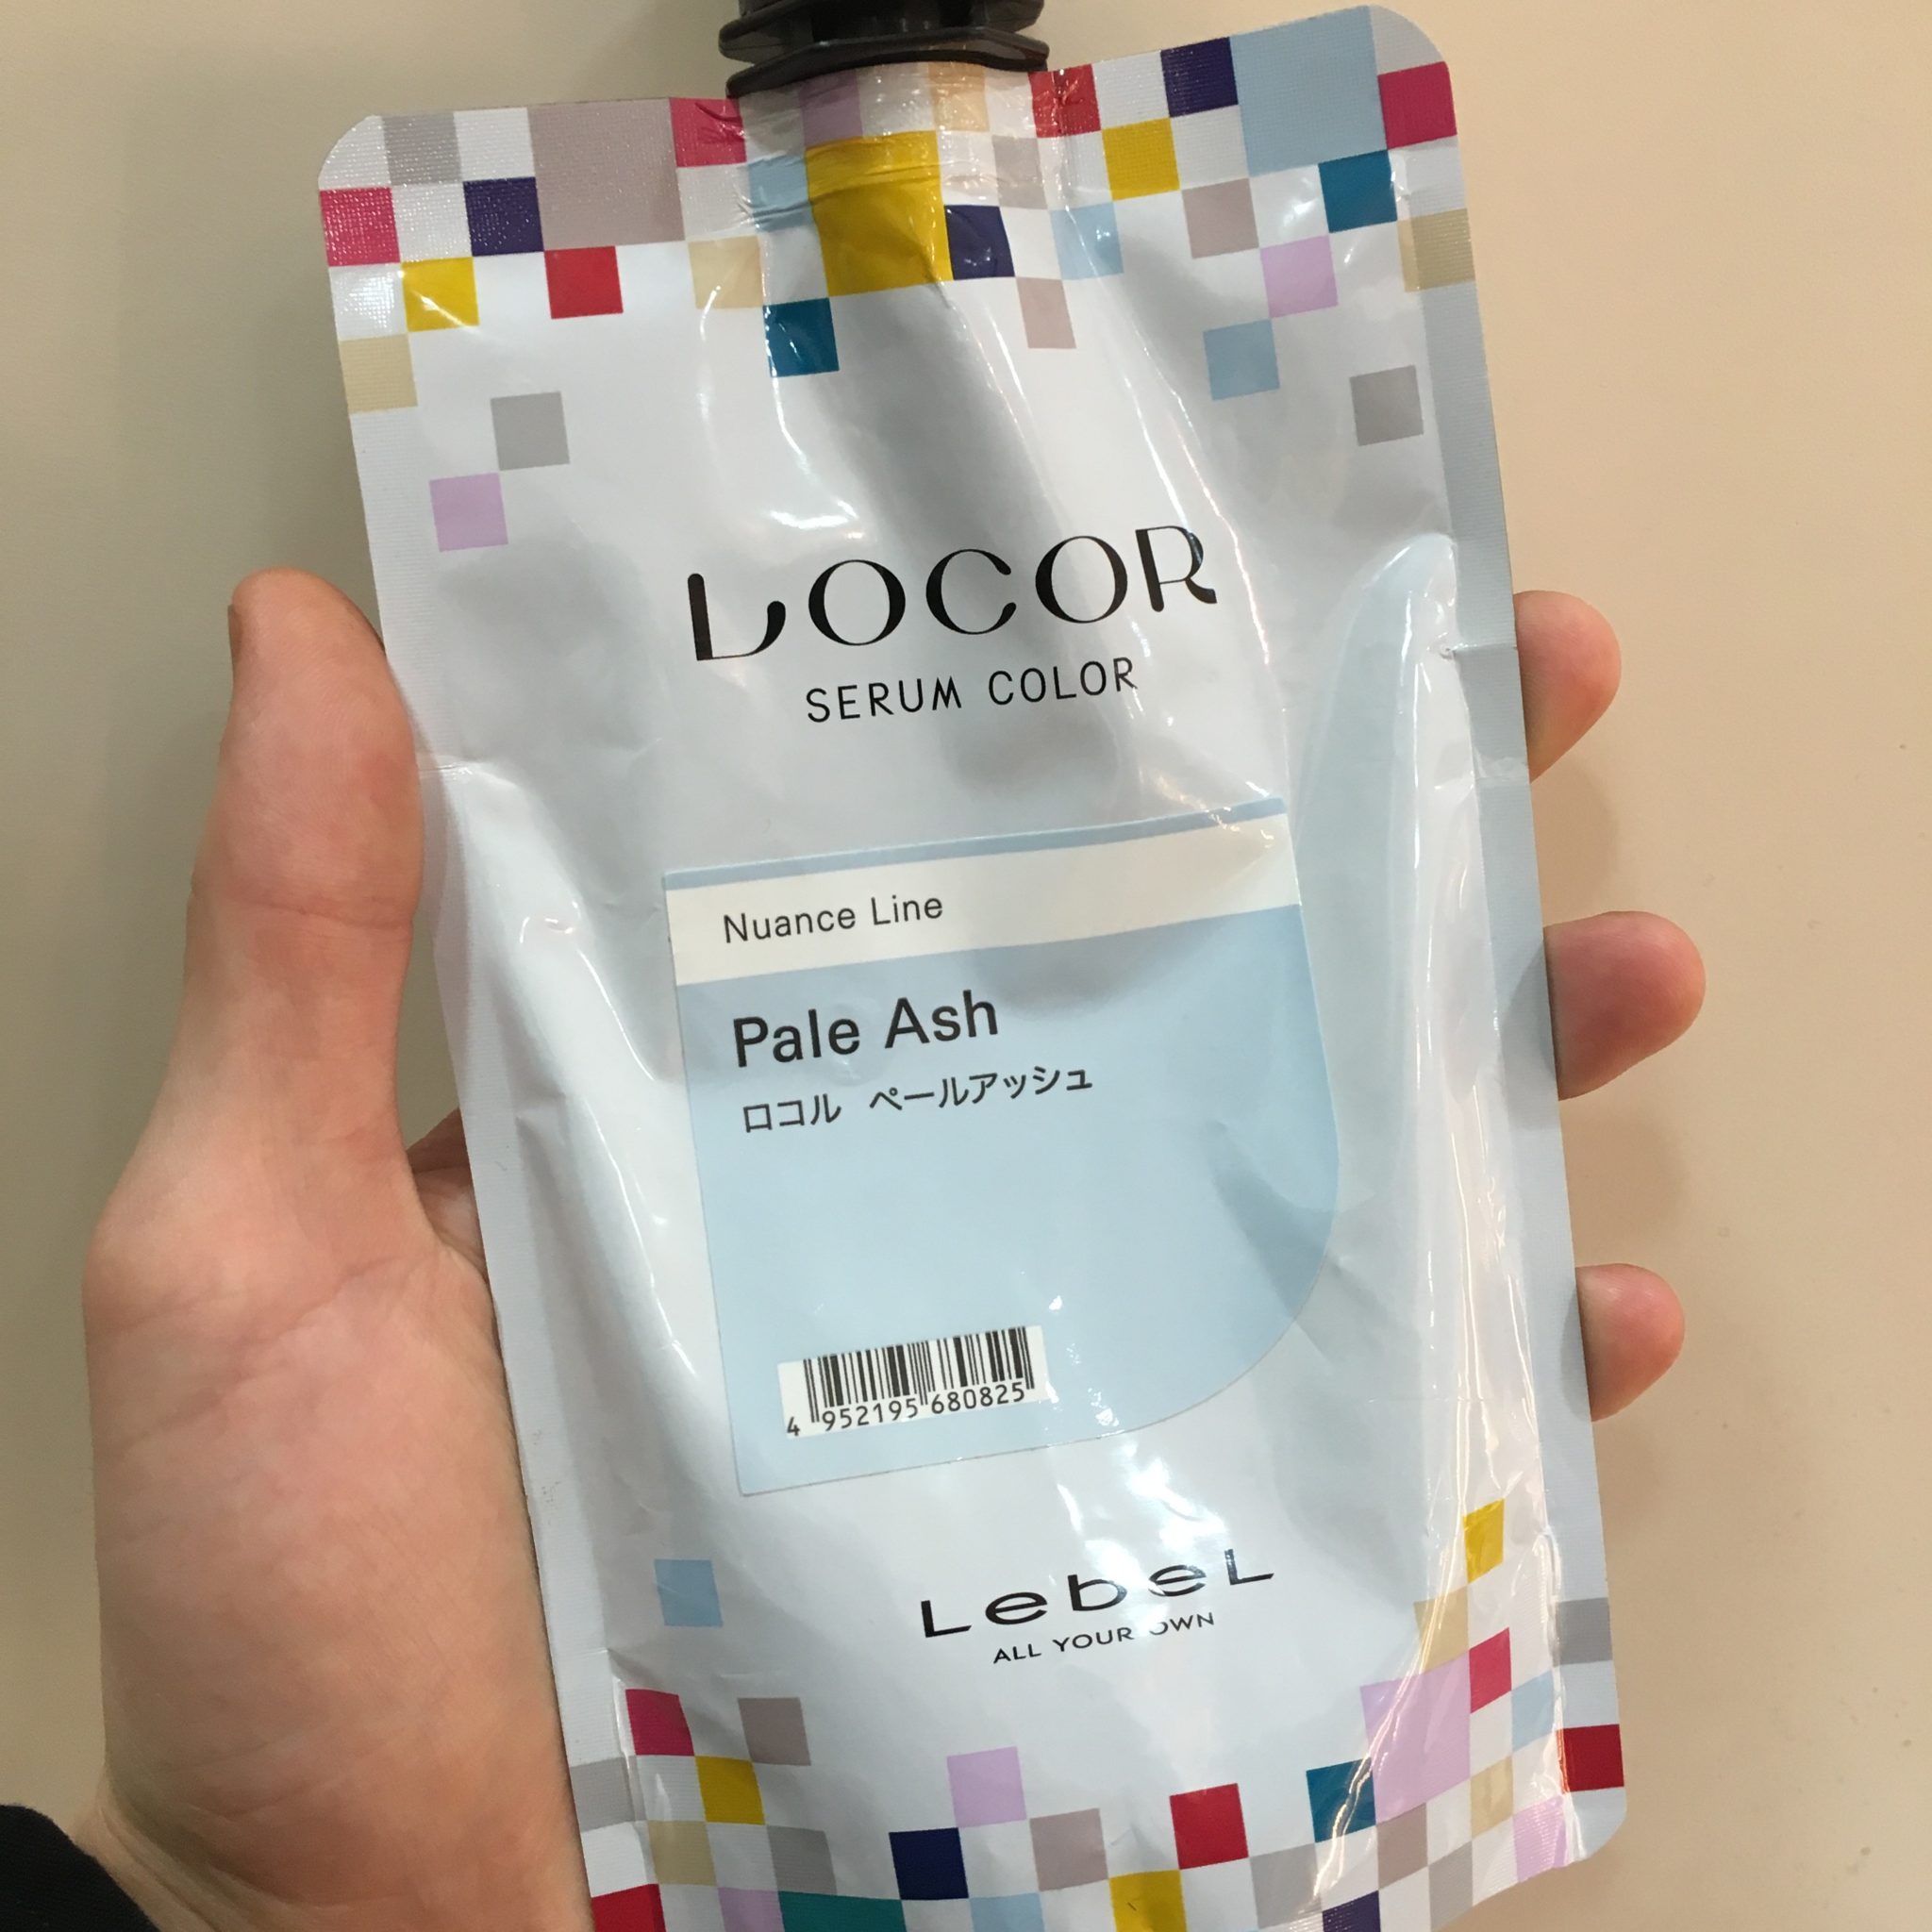 LOCOR
SERUM COLOR
Nuance Line
Pale Ash
ロコル ペールアッシュ
4 952195 680825
LebeL
ALL YOUR OWN